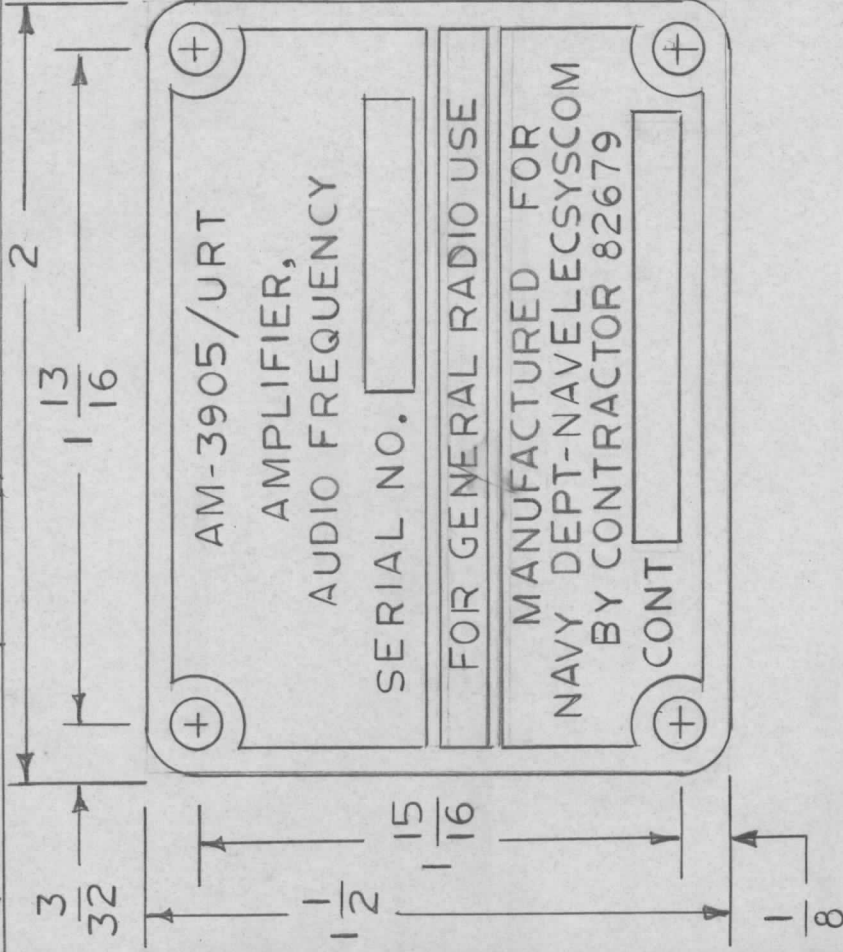 2
1 13/16
3/32
AM-3905/URT
AMPLIFIER,
AUDIO FREQUENCY
SERIAL NO.
FOR GENERAL RADIO USE
MANUFACTURED FOR
NAVY DEPT-NAVELECSYSCOM
BY CONTRACTOR 82679
CONT
1 15/16
1 1/2
1/8